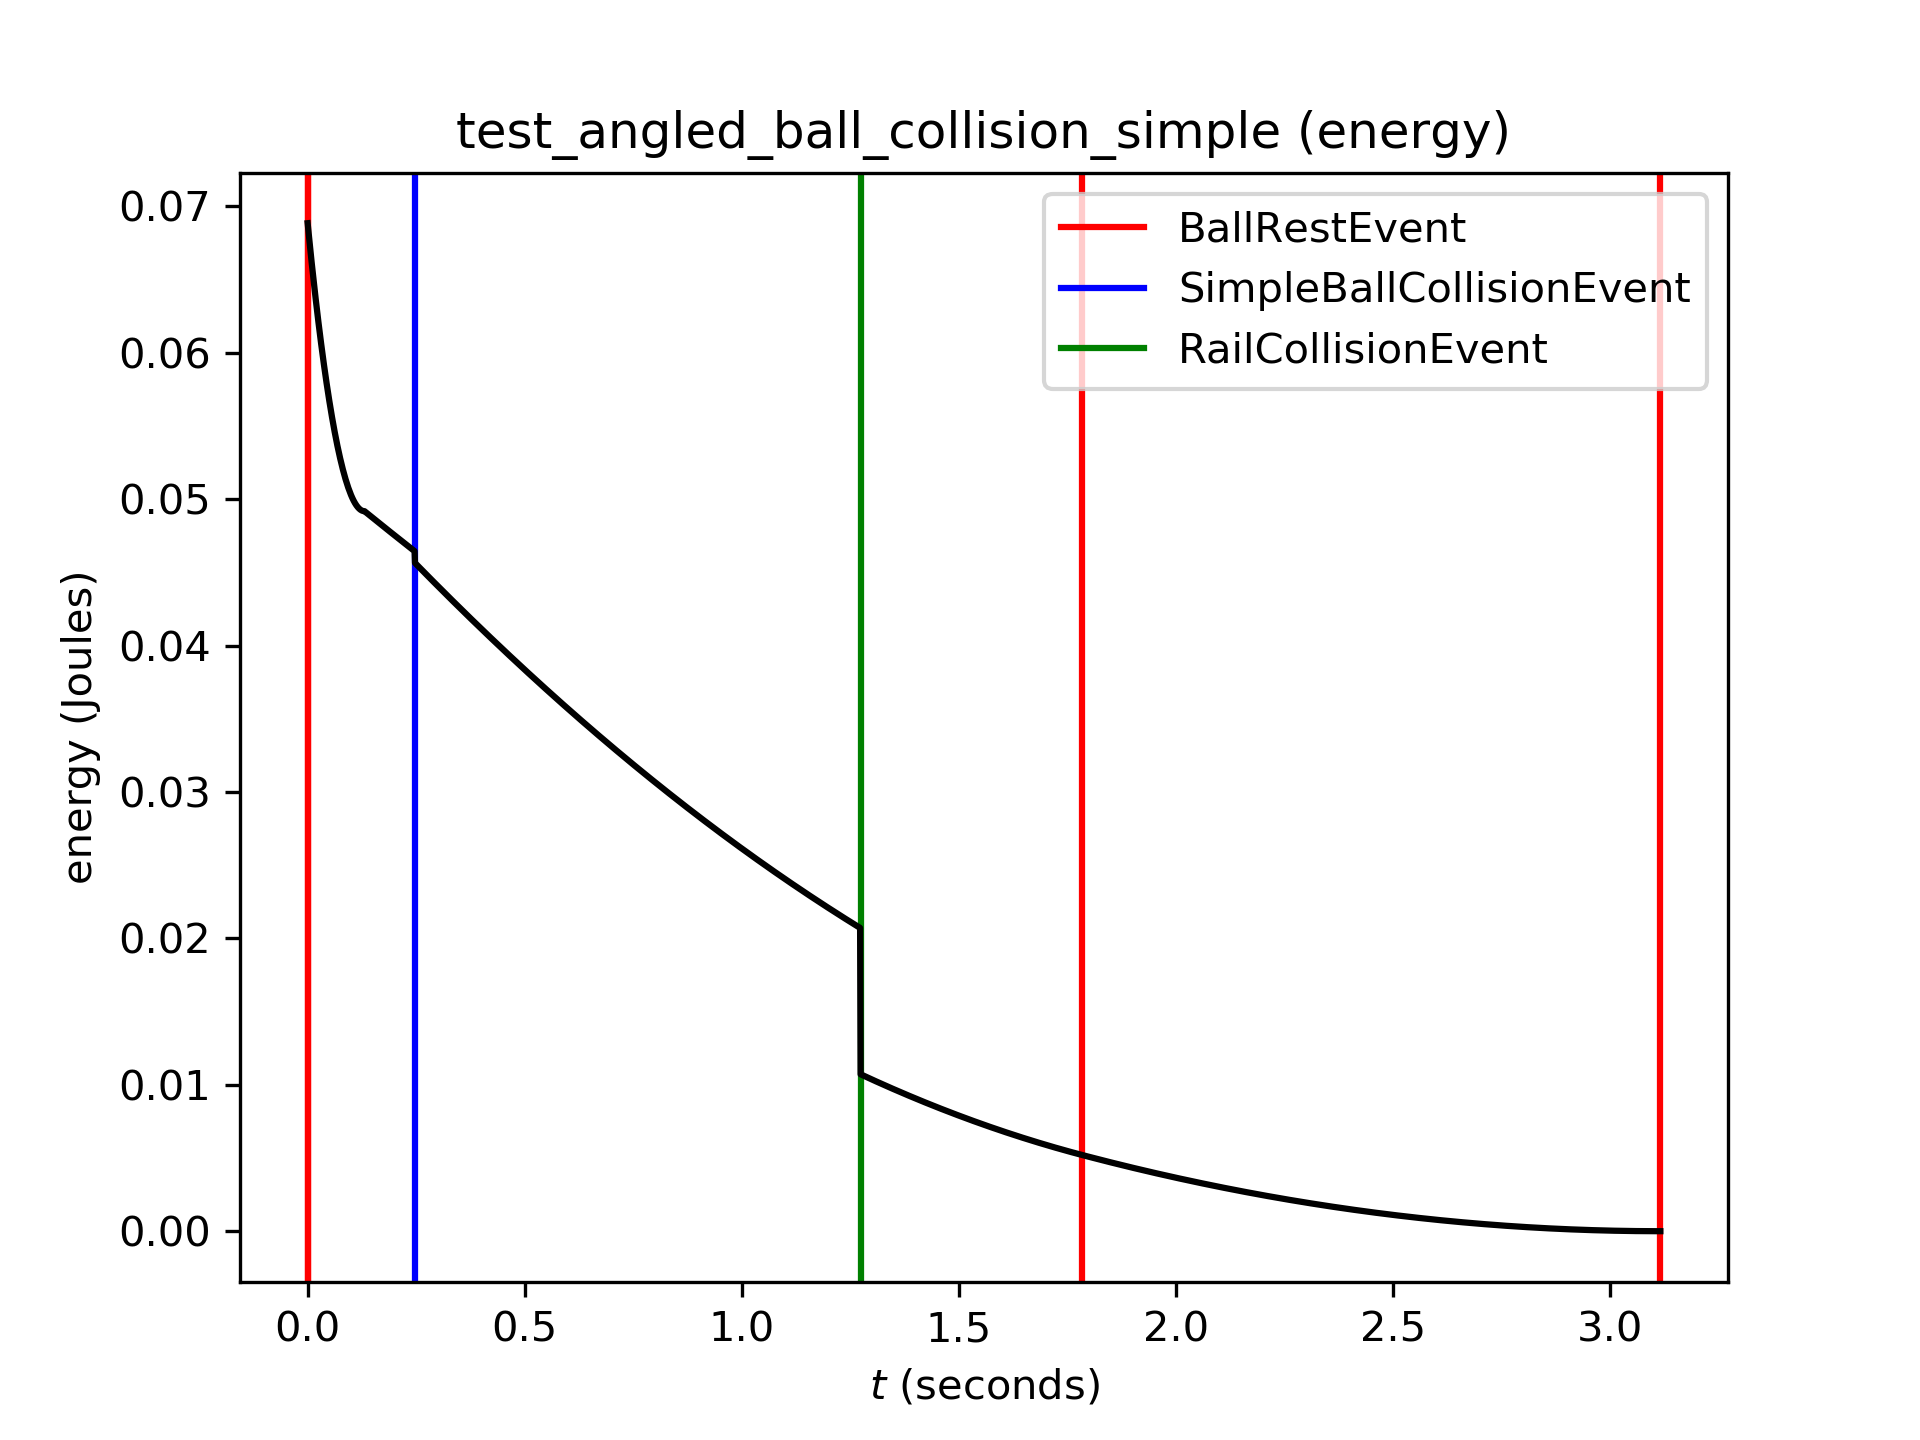 test_angled_ball_collision_simple (energy)
BallRestEvent
SimpleBallCollisionEvent
RailCollisionEvent
energy (Joules)
0.07
0.06
0.05
0.04
0.03
0.02
0.01
0.00
0.0 0.5 1.0 1.5 2.0 2.5 3.0
t (seconds)